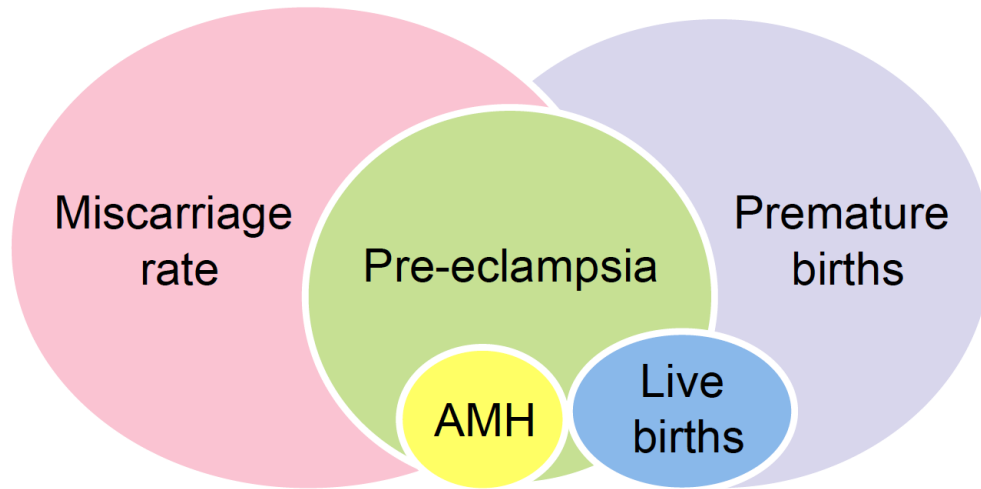 Miscarriage
rate
Pre-eclampsia
Premature
births
AMH
Live
births